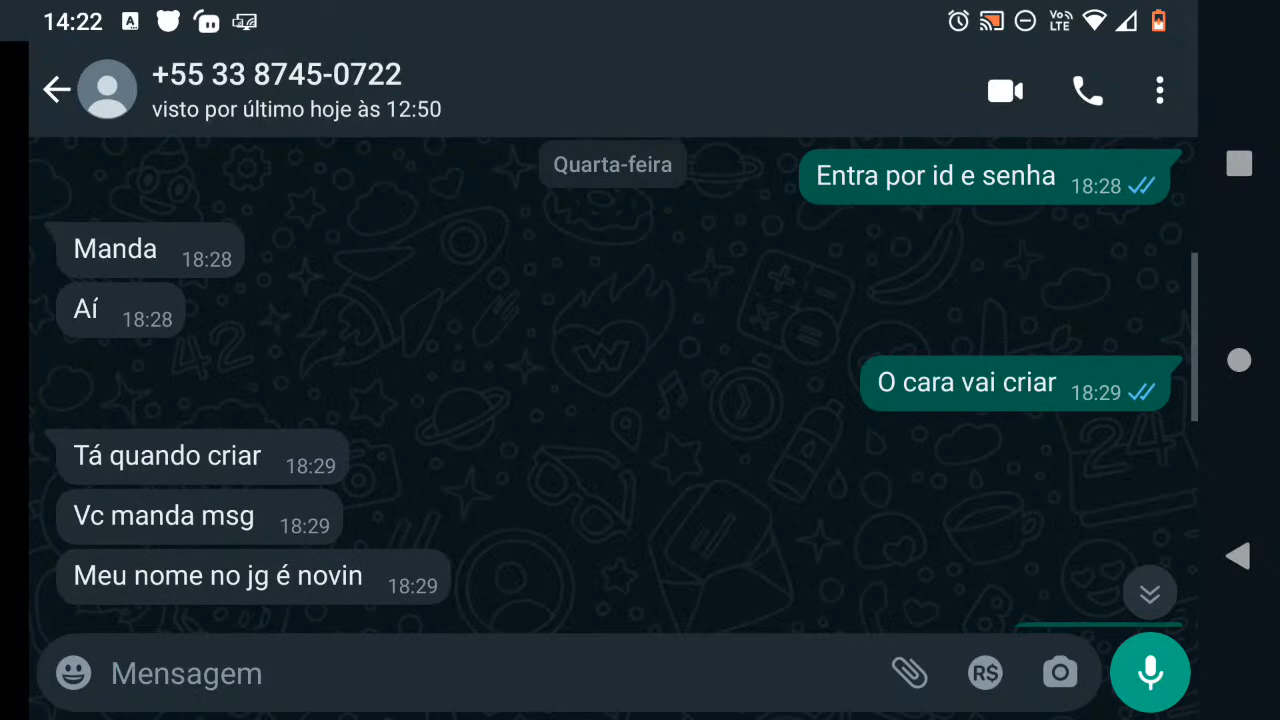 14:22
Vo LTE
+55 33 8745-0722
visto por último hoje às 12:50
Quarta-feira
Entra por id e senha 18:28
Manda 18:28
Aí 18:28
O cara vai criar 18:29
Tá quando criar 18:29
Vc manda msg 18:29
Meu nome no jg é novin 18:29
Mensagem
R$